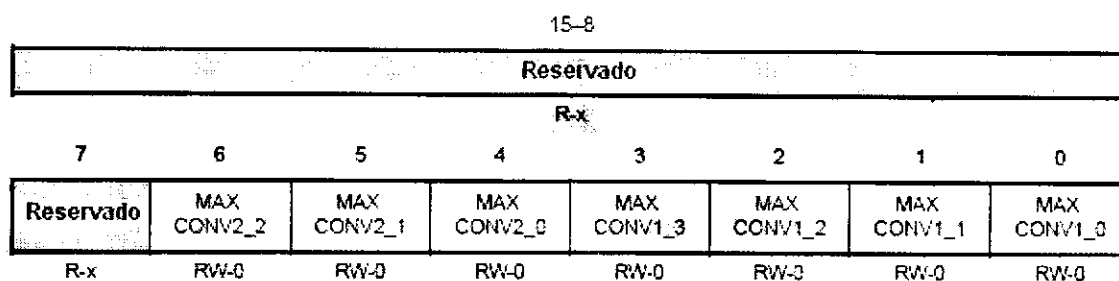 15–8
Reservado
R-x
7 6 5 4 3 2 1 0
Reservado MAX CONV2_2 MAX CONV2_1 MAX CONV2_0 MAX CONV1_3 MAX CONV1_2 MAX CONV1_1 MAX CONV1_0
R-x RW-0 RW-0 RW-0 RW-0 RW-0 RW-0 RW-0